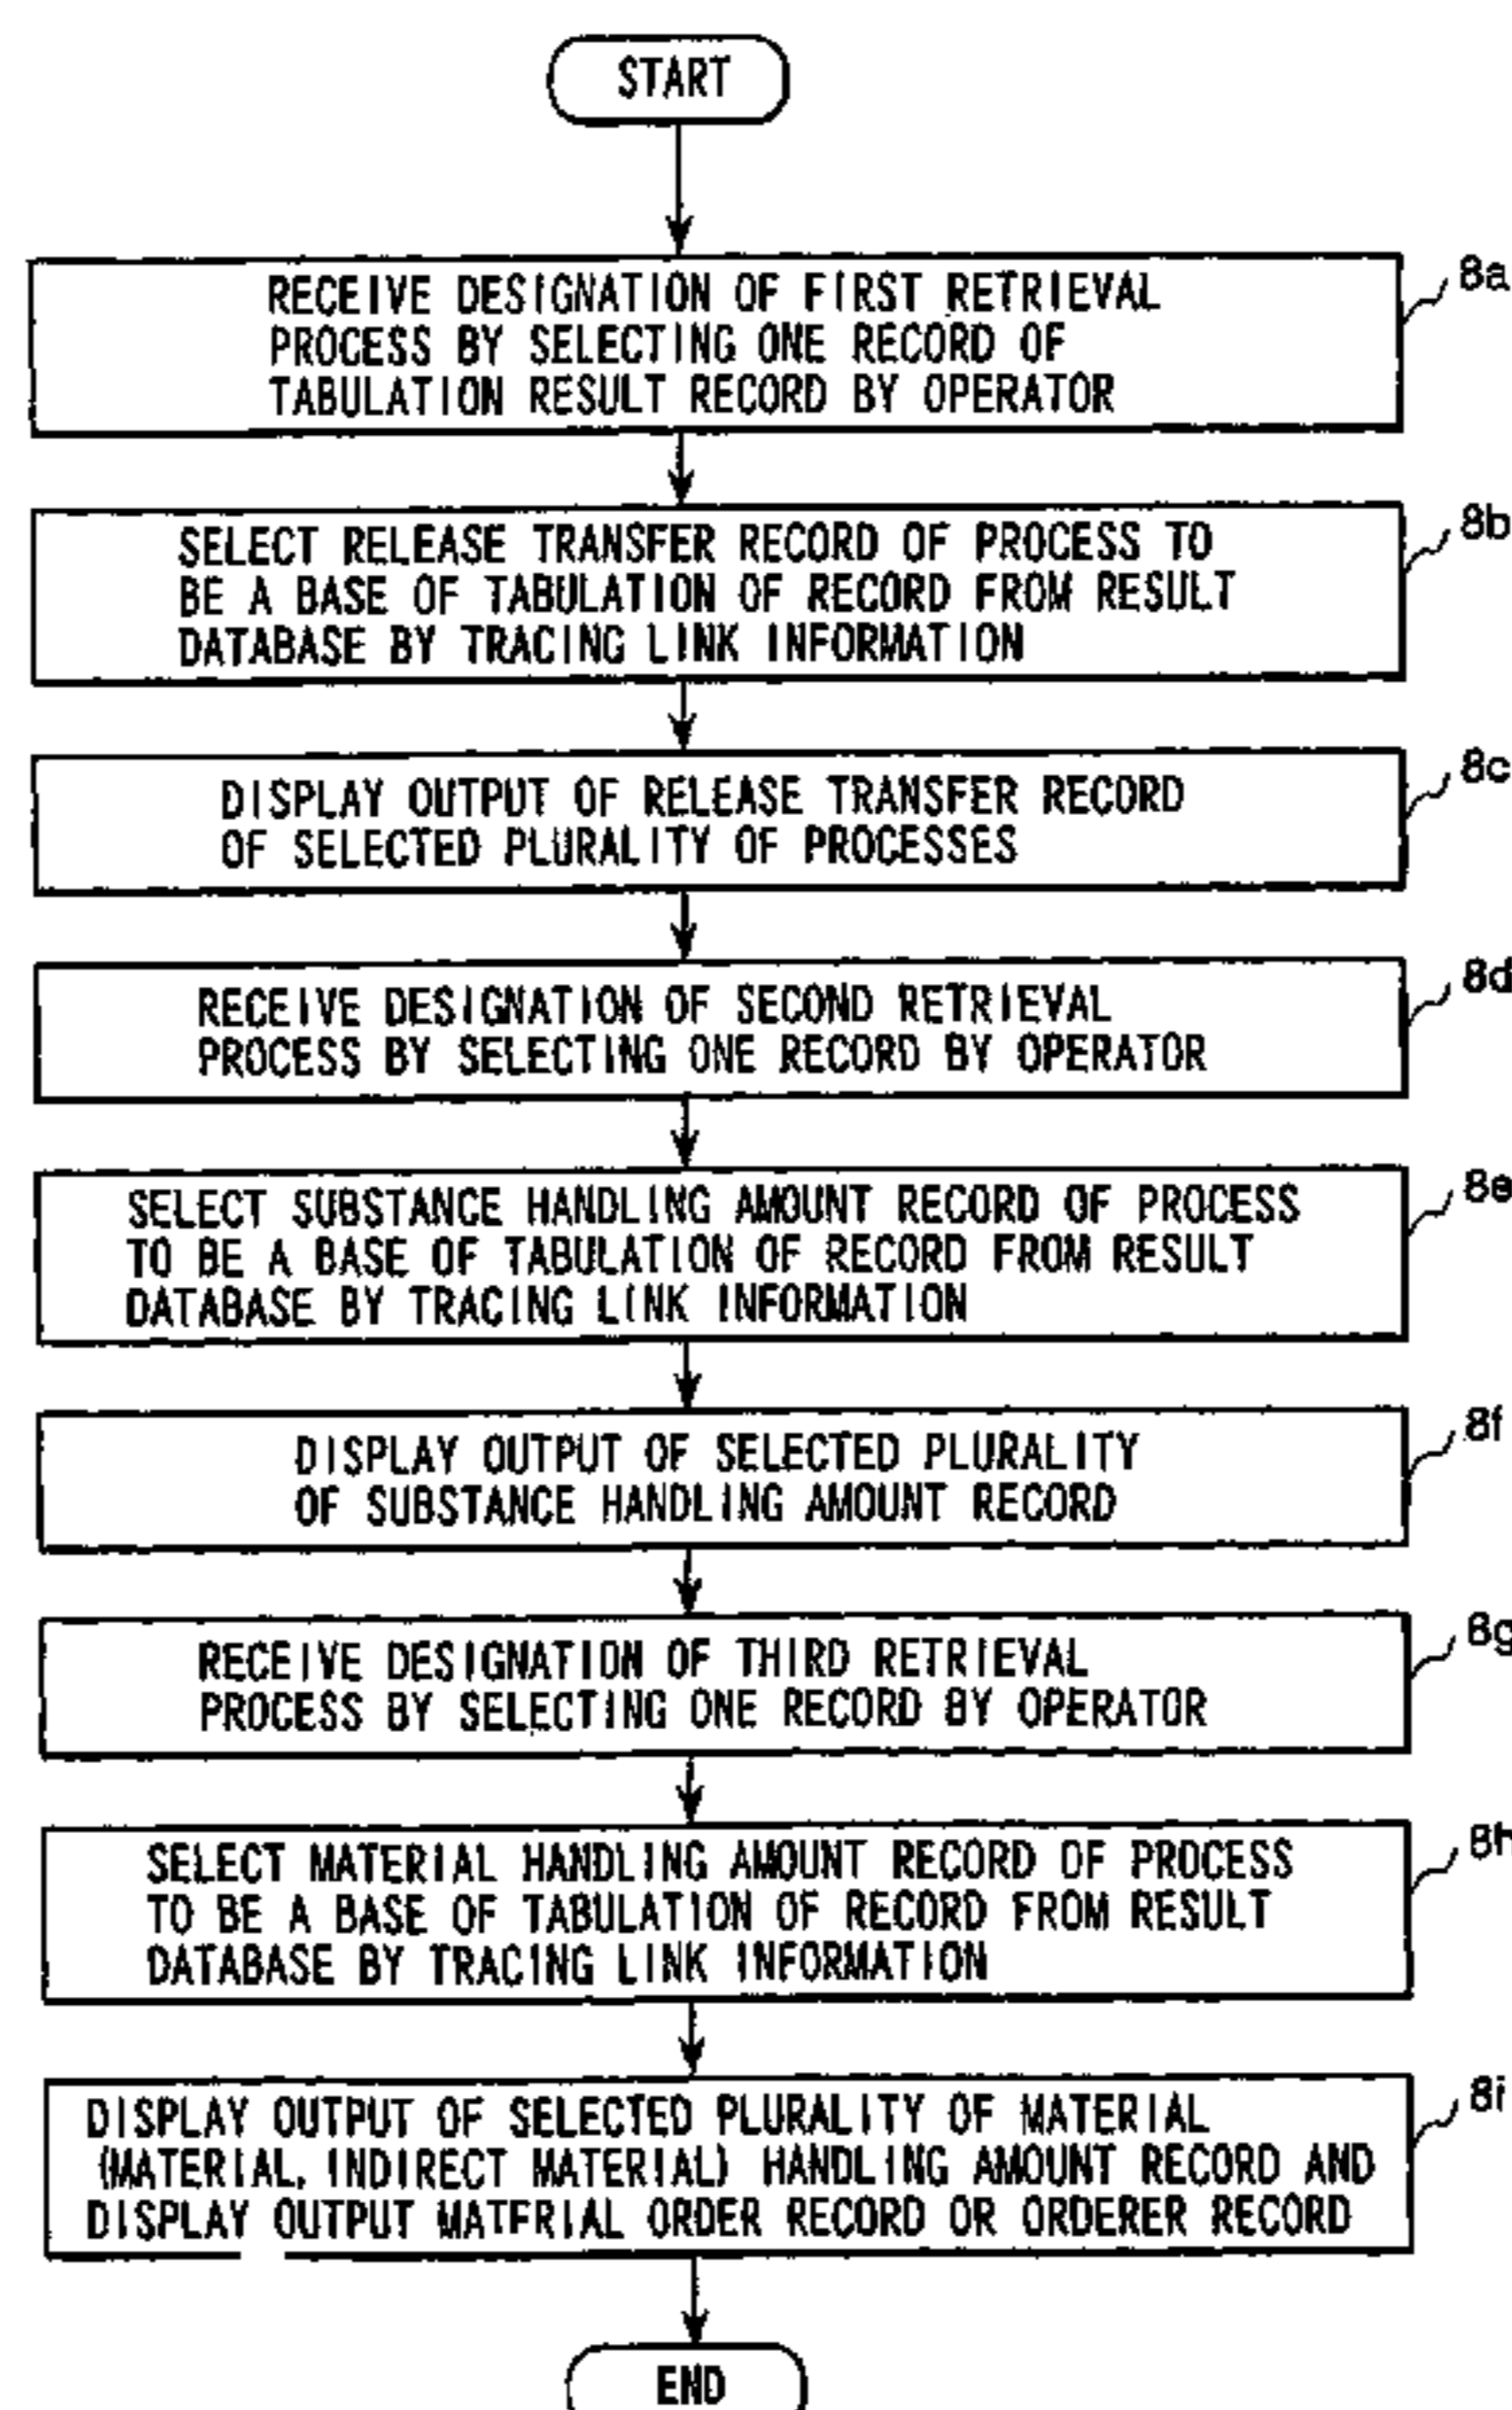 START
RECEIVE DESIGNATION OF FIRST RETRIEVAL
PROCESS BY SELECTING ONE RECORD OF
TABULATION RESULT RECORD BY OPERATOR
8a
SELECT RELEASE TRANSFER RECORD OF PROCESS TO
BE A BASE OF TABULATION OF RECORD FROM RESULT
DATABASE BY TRACING LINK INFORMATION
8b
DISPLAY OUTPUT OF RELEASE TRANSFER RECORD
OF SELECTED PLURALITY OF PROCESSES
8c
RECEIVE DESIGNATION OF SECOND RETRIEVAL
PROCESS BY SELECTING ONE RECORD BY OPERATOR
8d
SELECT SUBSTANCE HANDLING AMOUNT RECORD OF PROCESS
TO BE A BASE OF TABULATION OF RECORD FROM RESULT
DATABASE BY TRACING LINK INFORMATION
8e
DISPLAY OUTPUT OF SELECTED PLURALITY
OF SUBSTANCE HANDLING AMOUNT RECORD
8f
RECEIVE DESIGNATION OF THIRD RETRIEVAL
PROCESS BY SELECTING ONE RECORD BY OPERATOR
8g
SELECT MATERIAL HANDLING AMOUNT RECORD OF PROCESS
TO BE A BASE OF TABULATION OF RECORD FROM RESULT
DATABASE BY TRACING LINK INFORMATION
8h
DISPLAY OUTPUT OF SELECTED PLURALITY OF MATERIAL
(MATERIAL, INDIRECT MATERIAL) HANDLING AMOUNT RECORD AND
DISPLAY OUTPUT MATERIAL ORDER RECORD OR ORDERER RECORD
8i
END